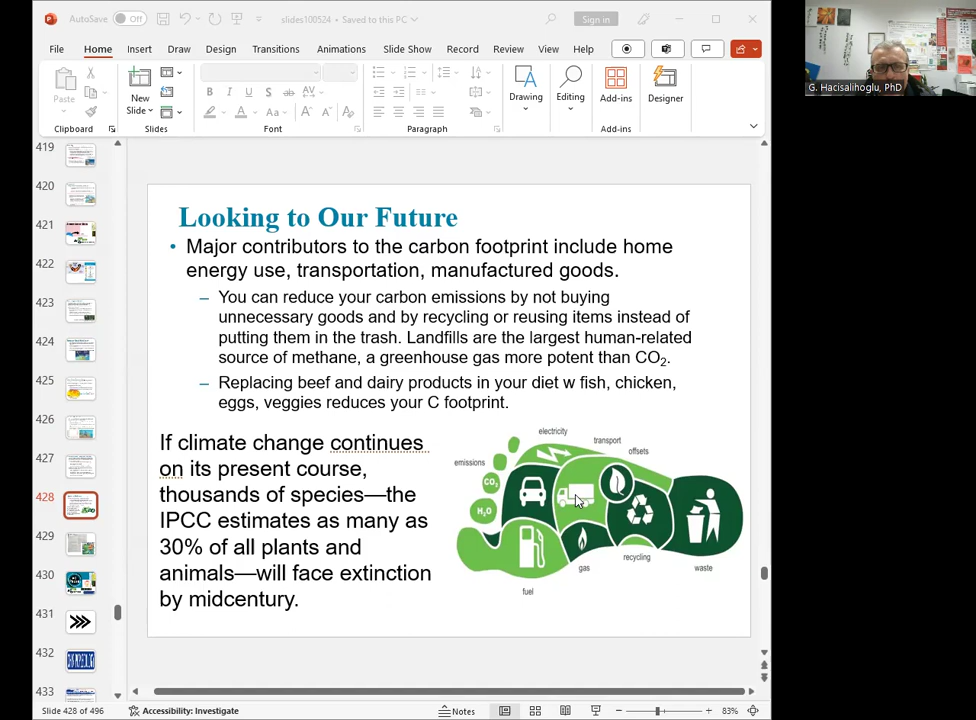 AutoSave
Off
slides100524 • Saved to this PC
Sign in
G. Hacisalihoglu, PhD
File Home Insert Draw Design Transitions Animations Slide Show Record Review View Help
Paste
New
Slide
B I U S ab AV
A Aa A A
Drawing
Editing
Add-ins
Designer
Clipboard
Slides
Font
Paragraph
Add-ins
419
420
421
422
423
424
425
426
427
428
429
430
431
432
433
Looking to Our Future
• Major contributors to the carbon footprint include home
energy use, transportation, manufactured goods.
– You can reduce your carbon emissions by not buying
unnecessary goods and by recycling or reusing items instead of
putting them in the trash. Landfills are the largest human-related
source of methane, a greenhouse gas more potent than CO₂.
– Replacing beef and dairy products in your diet w fish, chicken,
eggs, veggies reduces your C footprint.
If climate change continues
on its present course,
thousands of species—the
IPCC estimates as many as
30% of all plants and
animals—will face extinction
by midcentury.
electricity
transport
offsets
emissions
CO₂
H₂O
gas
recycling
waste
fuel
Slide 428 of 496
Accessibility: Investigate
Notes
83%